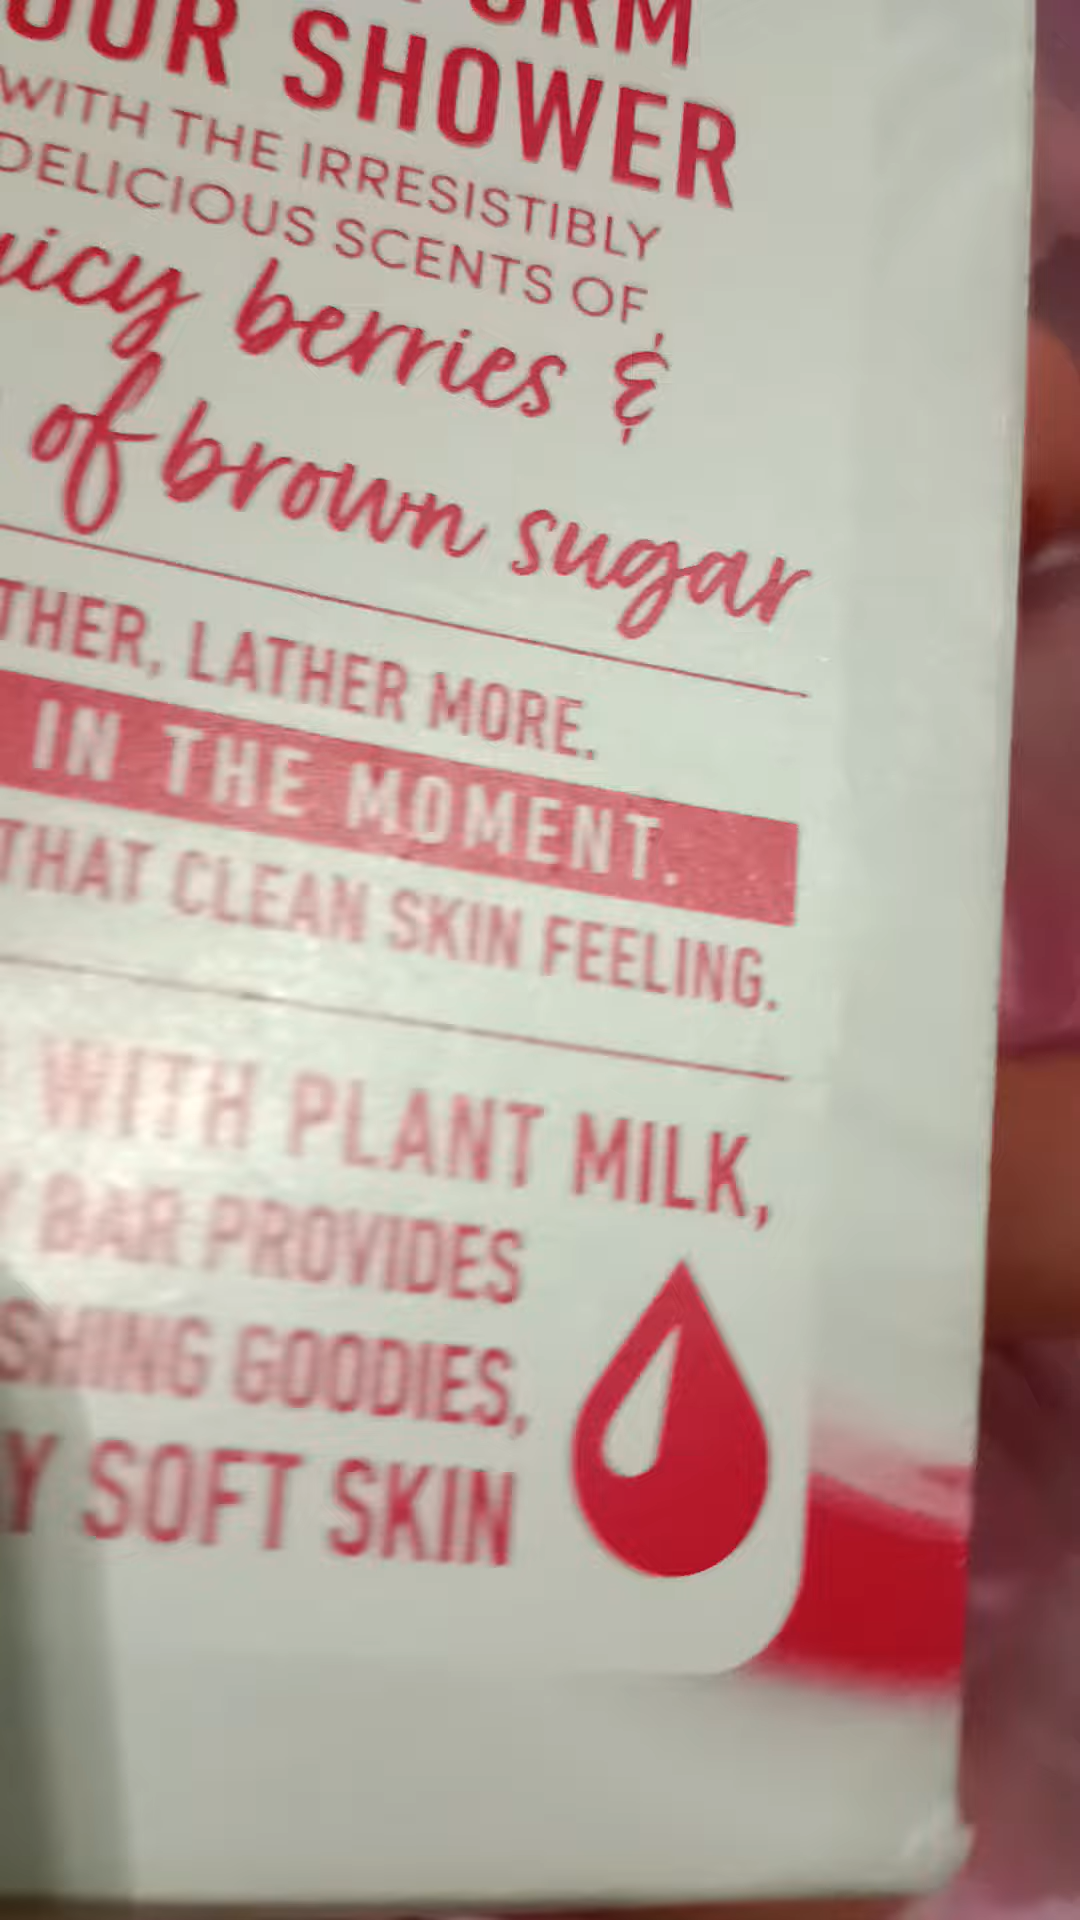 OUR SHOWER
WITH THE IRRESISTIBLY
DELICIOUS SCENTS OF
berries &
of brown sugar
LATHER MORE.
IN THE MOMENT.
THAT CLEAN SKIN FEELING.
WITH PLANT MILK,
BAR PROVIDES
GOODIES,
SOFT SKIN